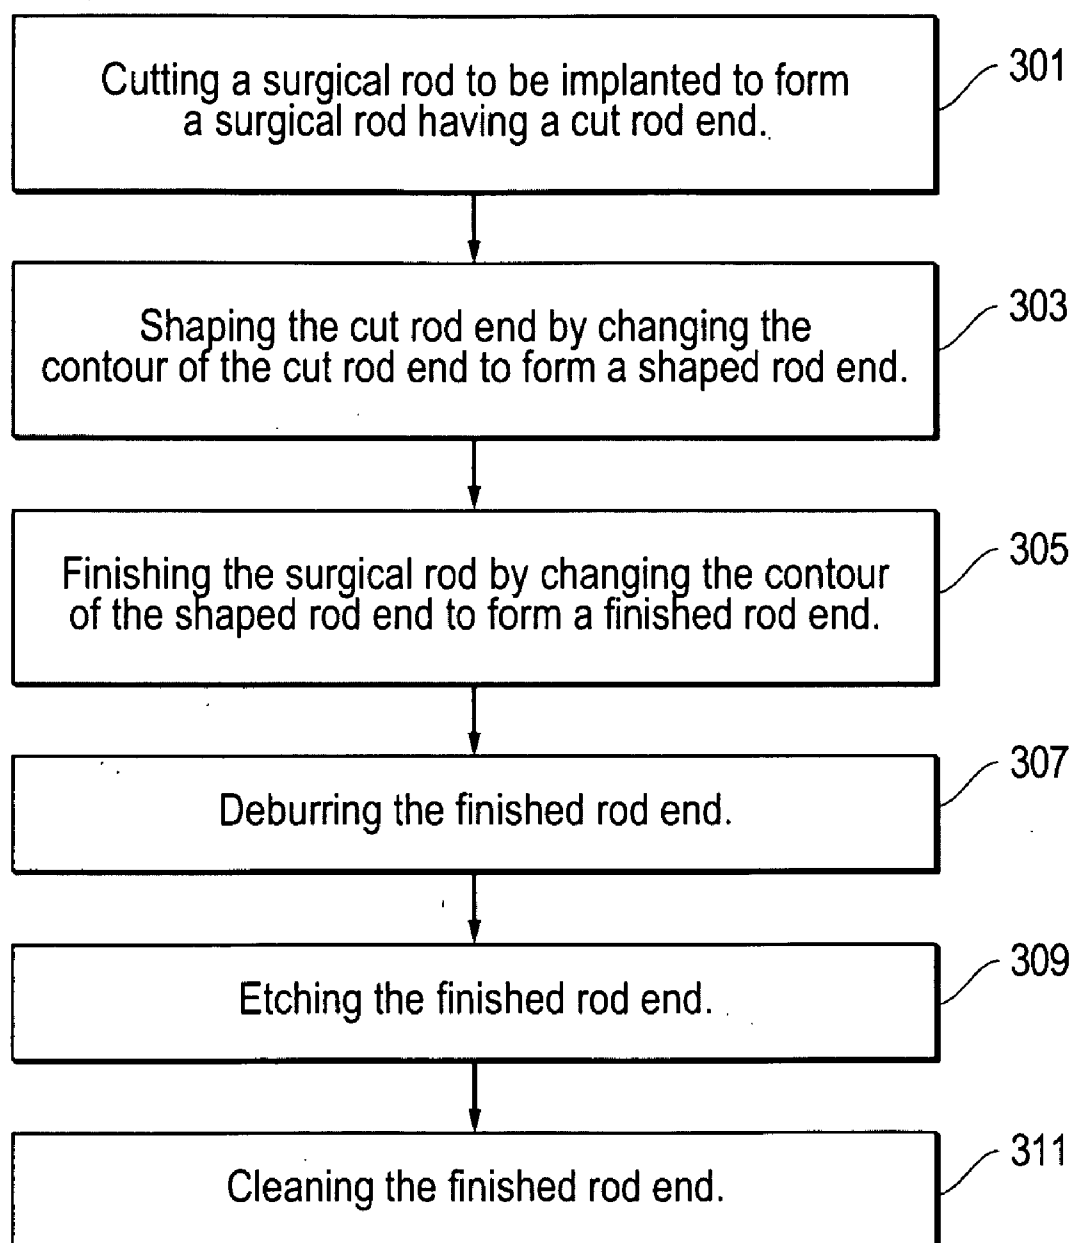 Cutting a surgical rod to be implanted to form
a surgical rod having a cut rod end.
301
Shaping the cut rod end by changing the
contour of the cut rod end to form a shaped rod end.
303
Finishing the surgical rod by changing the contour
of the shaped rod end to form a finished rod end.
305
Deburring the finished rod end.
307
Etching the finished rod end.
309
Cleaning the finished rod end.
311